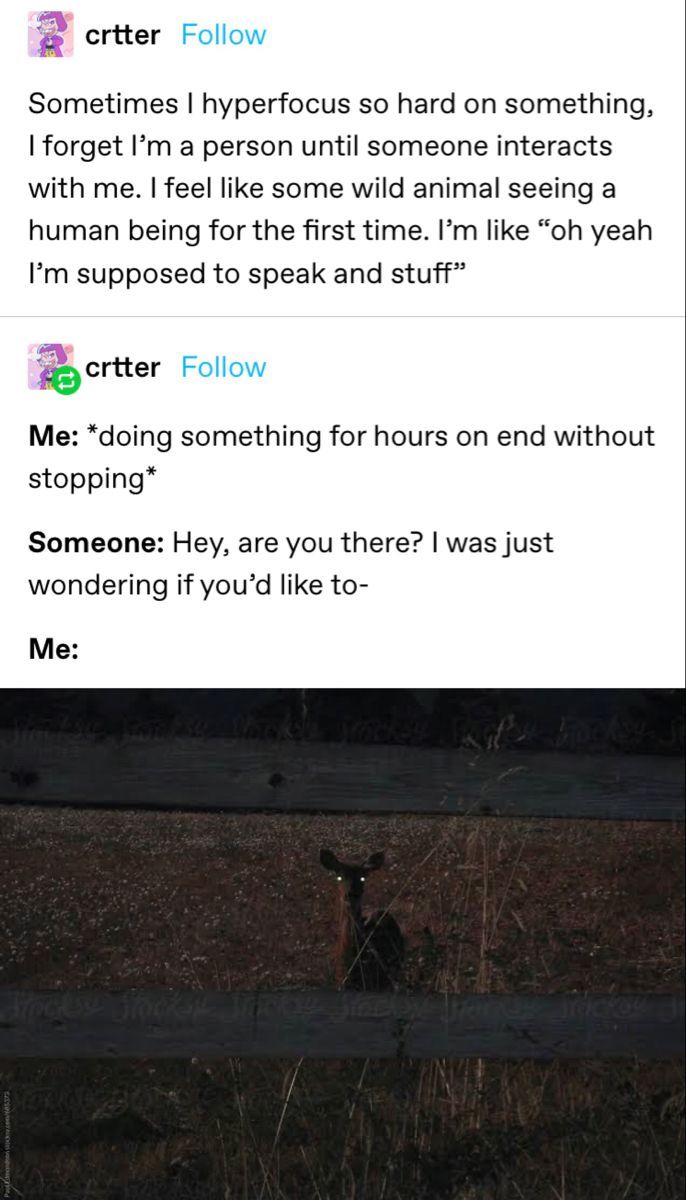 crtter Follow
Sometimes I hyperfocus so hard on something,
I forget I’m a person until someone interacts
with me. I feel like some wild animal seeing a
human being for the first time. I’m like “oh yeah
I’m supposed to speak and stuff”
crtter Follow
Me: *doing something for hours on end without
stopping*
Someone: Hey, are you there? I was just
wondering if you’d like to-
Me: